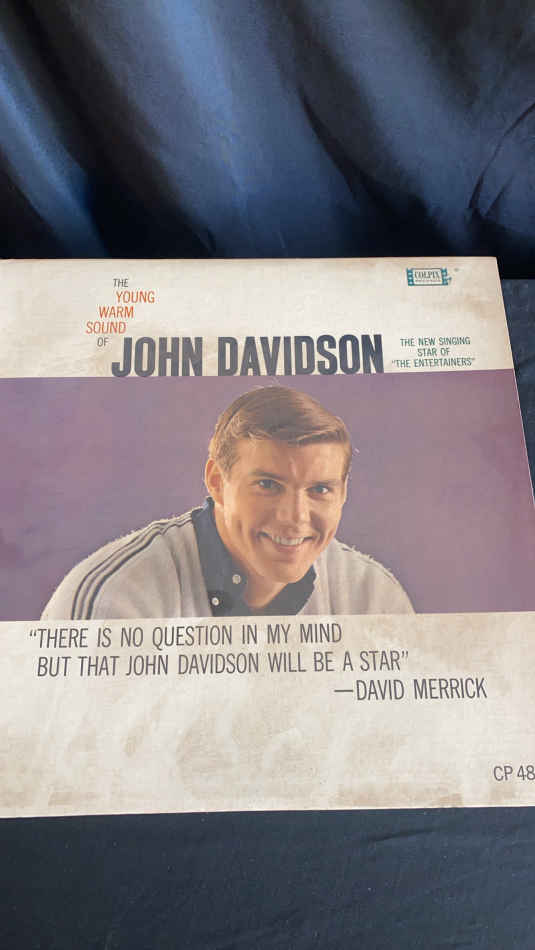 THE
YOUNG
WARM
SOUND
OF
JOHN DAVIDSON
COLPIX
THE NEW SINGING
STAR OF
"THE ENTERTAINERS"
“THERE IS NO QUESTION IN MY MIND
BUT THAT JOHN DAVIDSON WILL BE A STAR”
—DAVID MERRICK
CP 48